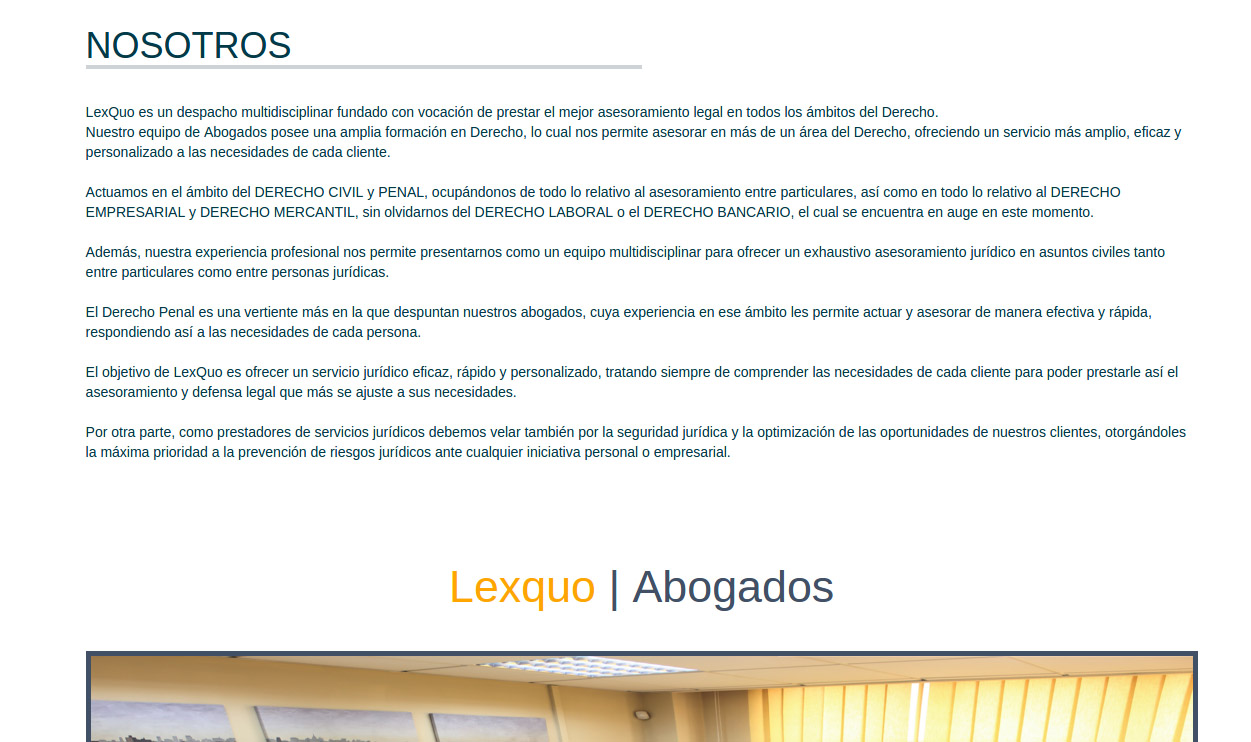 NOSOTROS
LexQuo es un despacho multidisciplinar fundado con vocación de prestar el mejor asesoramiento legal en todos los ámbitos del Derecho.
Nuestro equipo de Abogados posee una amplia formación en Derecho, lo cual nos permite asesorar en más de un área del Derecho, ofreciendo un servicio más amplio, eficaz y
personalizado a las necesidades de cada cliente.
Actuamos en el ámbito del DERECHO CIVIL y PENAL, ocupándonos de todo lo relativo al asesoramiento entre particulares, así como en todo lo relativo al DERECHO
EMPRESARIAL y DERECHO MERCANTIL, sin olvidarnos del DERECHO LABORAL o el DERECHO BANCARIO, el cual se encuentra en auge en este momento.
Además, nuestra experiencia profesional nos permite presentarnos como un equipo multidisciplinar para ofrecer un exhaustivo asesoramiento jurídico en asuntos civiles tanto
entre particulares como entre personas jurídicas.
El Derecho Penal es una vertiente más en la que despuntan nuestros abogados, cuya experiencia en ese ámbito les permite actuar y asesorar de manera efectiva y rápida,
respondiendo así a las necesidades de cada persona.
El objetivo de LexQuo es ofrecer un servicio jurídico eficaz, rápido y personalizado, tratando siempre de comprender las necesidades de cada cliente para poder prestarle así el
asesoramiento y defensa legal que más se ajuste a sus necesidades.
Por otra parte, como prestadores de servicios jurídicos debemos velar también por la seguridad jurídica y la optimización de las oportunidades de nuestros clientes, otorgándoles
la máxima prioridad a la prevención de riesgos jurídicos ante cualquier iniciativa personal o empresarial.
Lexquo | Abogados